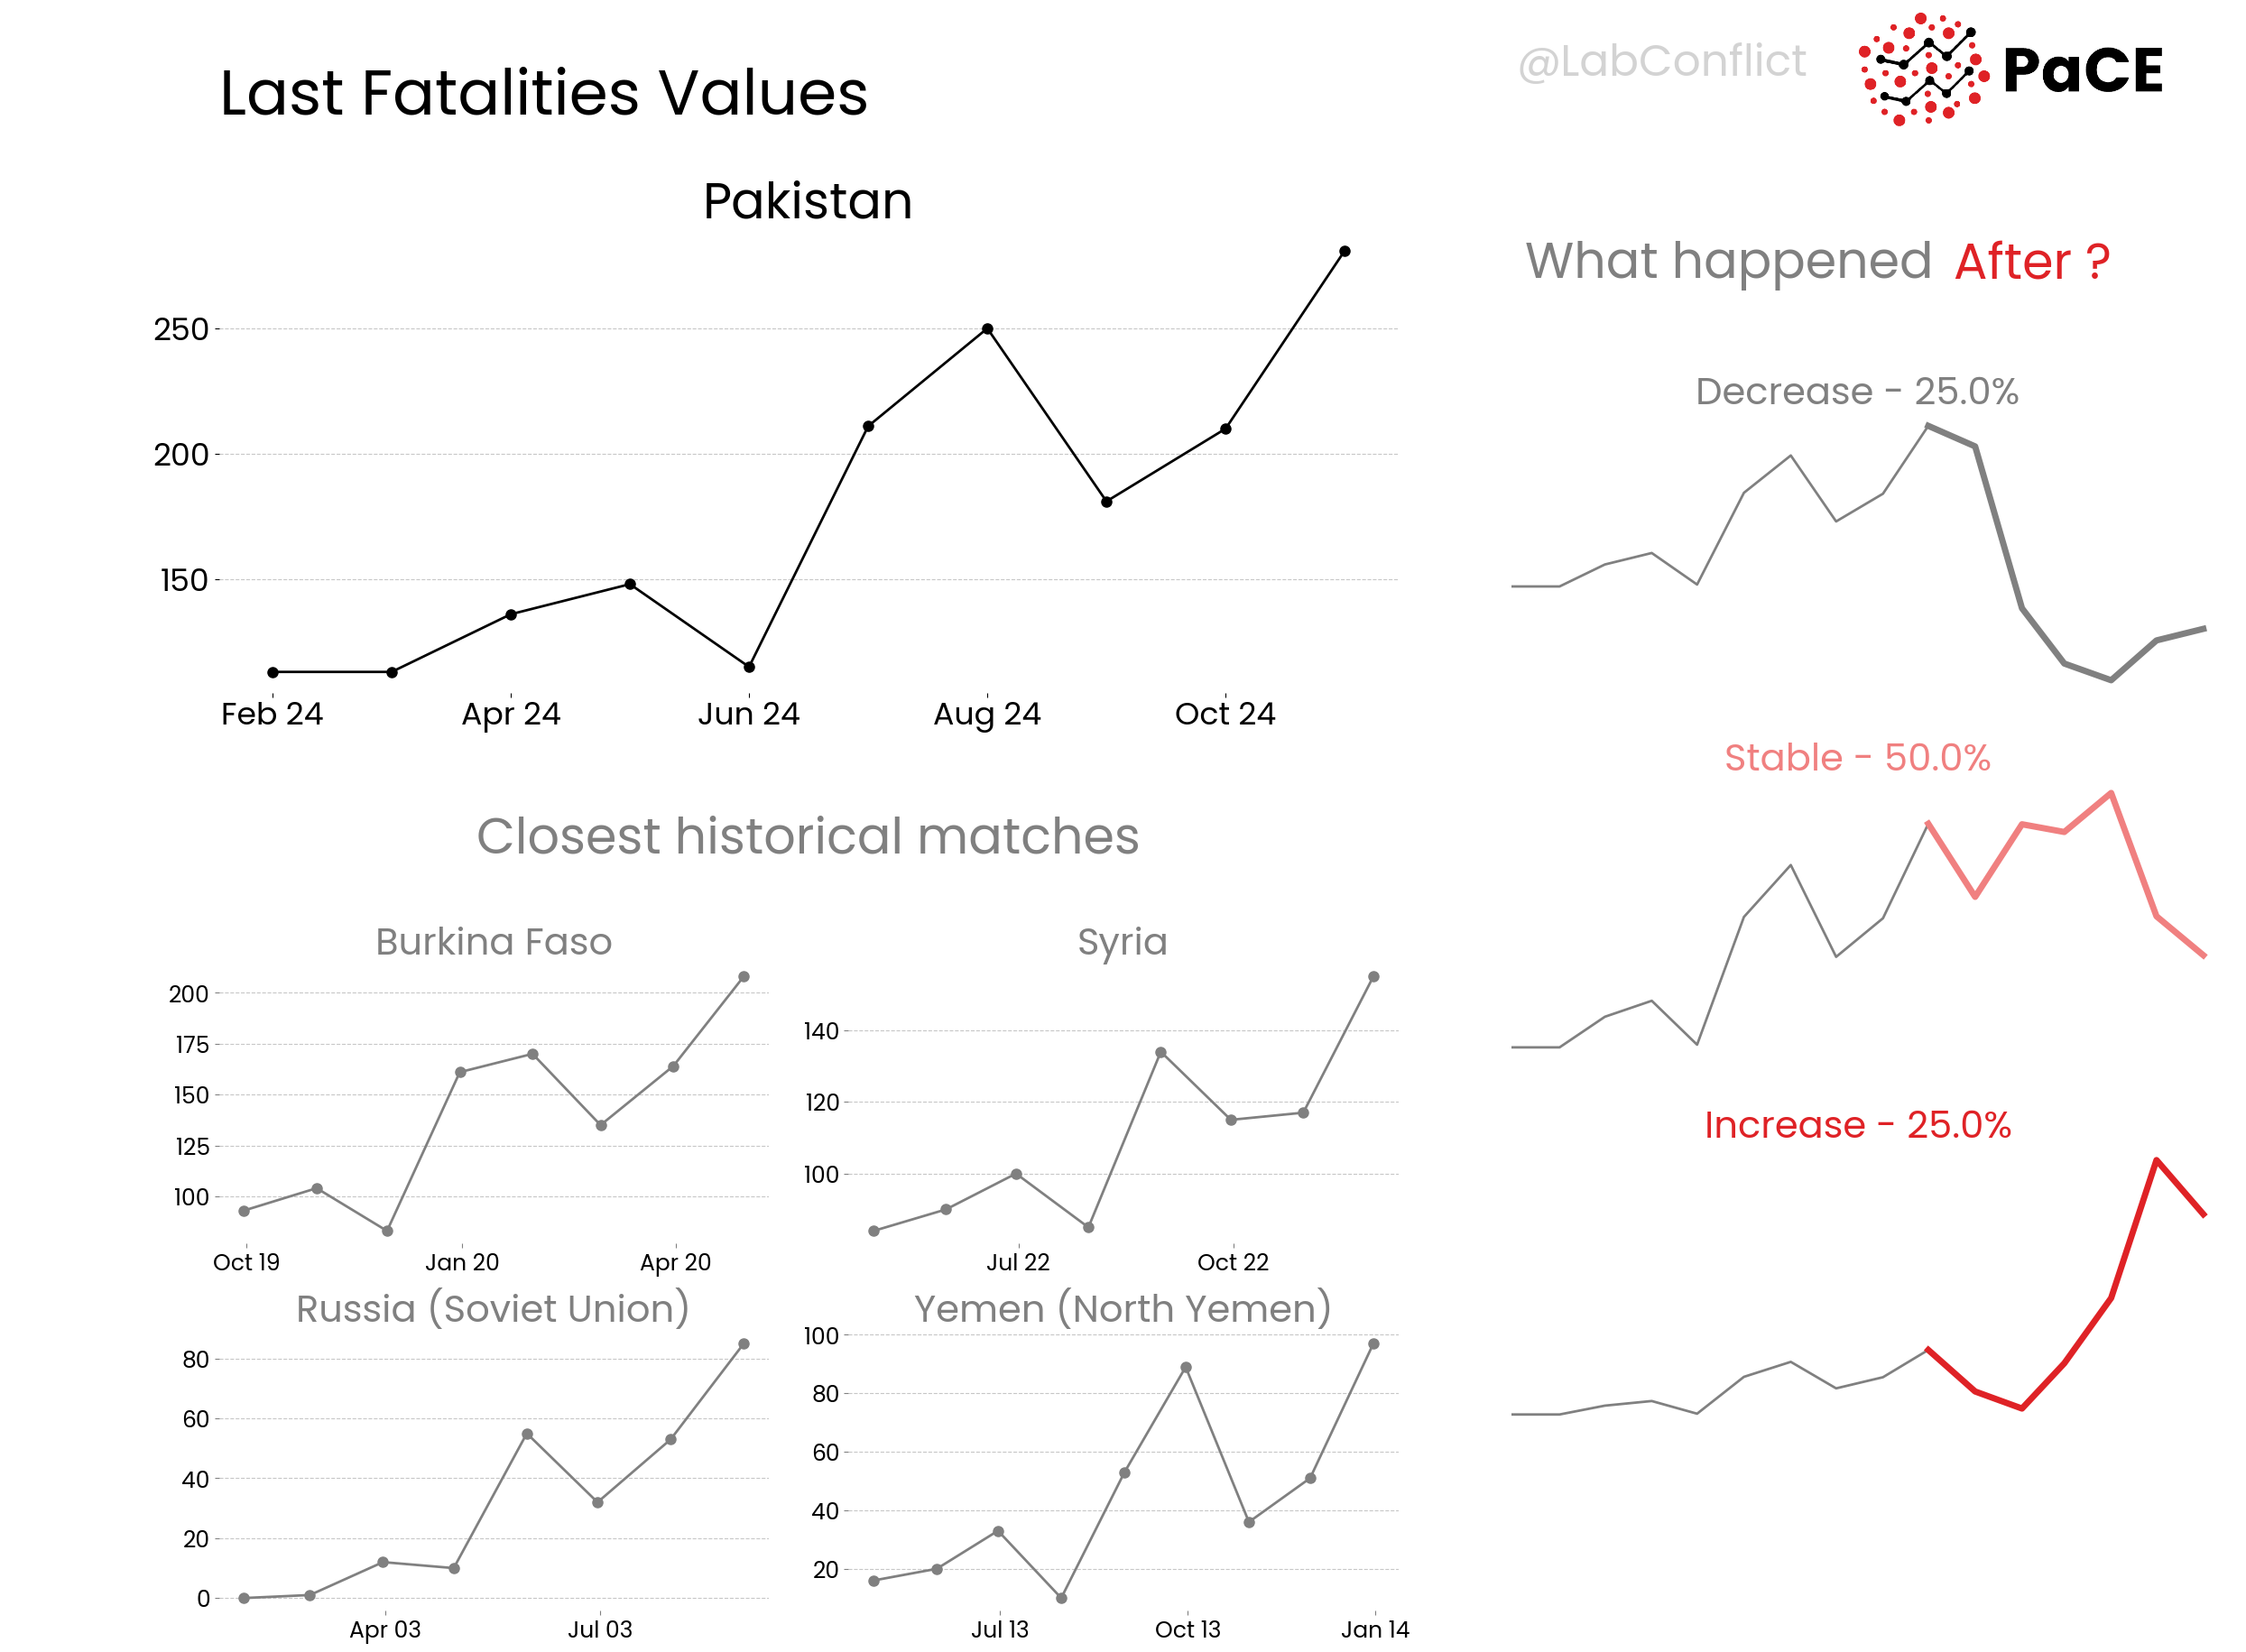 @LabConflict
PaCE
Last Fatalities Values
Pakistan
250
200
150
Feb 24 Apr 24 Jun 24 Aug 24 Oct 24
Closest historical matches
Burkina Faso
200
175
150
125
100
Oct 19 Jan 20 Apr 20
Syria
140
120
100
Jul 22 Oct 22
Russia (Soviet Union)
80
60
40
20
0
Apr 03 Jul 03
Yemen (North Yemen)
100
80
60
40
20
Jul 13 Oct 13 Jan 14
What happened After ?
Decrease - 25.0%
Stable - 50.0%
Increase - 25.0%